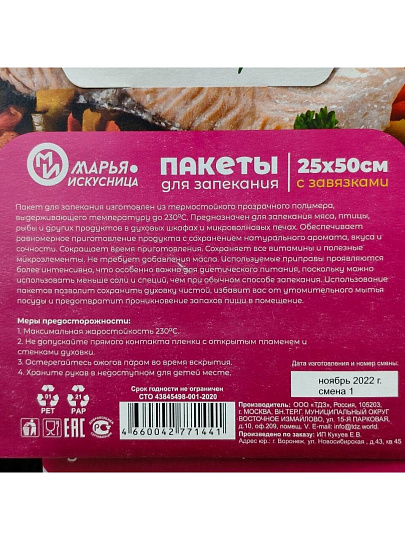 МИ
МАРЬЯ
ИСКУСНИЦА
ПАКЕТЫ
для запекания
25x50см
с завязками
Пакет для запекания изготовлен из термостойкого прозрачного полимера,
выдерживающего температуру до 230°С. Предназначен для запекания мяса, птицы,
рыбы и других продуктов в духовых шкафах и микроволновых печах. Обеспечивает
равномерное приготовление продукта с сохранением натурального аромата, вкуса и
сочности. Сокращает время приготовления. Сохраняет все витамины и полезные
микроэлементы. Не требует добавления масла. Используемые приправы проявляются
более интенсивно, что особенно важно для диетического питания, поскольку можно
использовать меньше соли и специй, чем при обычном способе запекания. Использование
пакетов поможет сохранить духовку чистой, избавит вас от утомительного мытья
посуды и предотвратит проникновение запахов пищи в помещение.
Меры предосторожности:
1. Максимальная жаростойкость 230°С.
2. Не допускайте прямого контакта пленки с открытым пламенем и
стенками духовки.
3. Остерегайтесь ожогов паром во время вскрытия.
4. Храните рукав в недоступном для детей месте.
Дата изготовления и номер смены:
ноябрь 2022 г.
смена 1
01
PET
21
PAP
EAC
Срок годности не ограничен
СТО 43845498-001-2020
4 660042 771441
Производитель: ООО «ТДЗ», Россия, 105203,
г. МОСКВА, ВН.ТЕРГ. МУНИЦИПАЛЬНЫЙ ОКРУГ
ВОСТОЧНОЕ ИЗМАЙЛОВО, УЛ. 15-Я ПАРКОВАЯ,
Д.10, ОФ.209, помещ. V. E-mail: info@tdz.world.
Произведено по заказу: ИП Кукуев Е.В.
Адрес юр.: г. Воронеж, ул. Новосибирская, д.43, кв 45